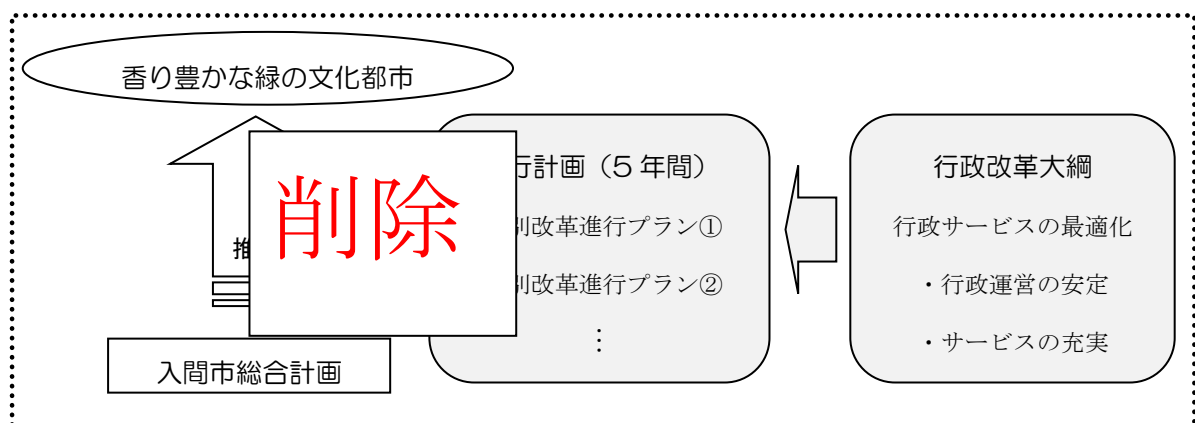 香り豊かな緑の文化都市
削除
推
入間市総合計画
行計画（5年間）
別改革進行プラン①
別改革進行プラン②
：
行政改革大綱
行政サービスの最適化
・行政運営の安定
・サービスの充実